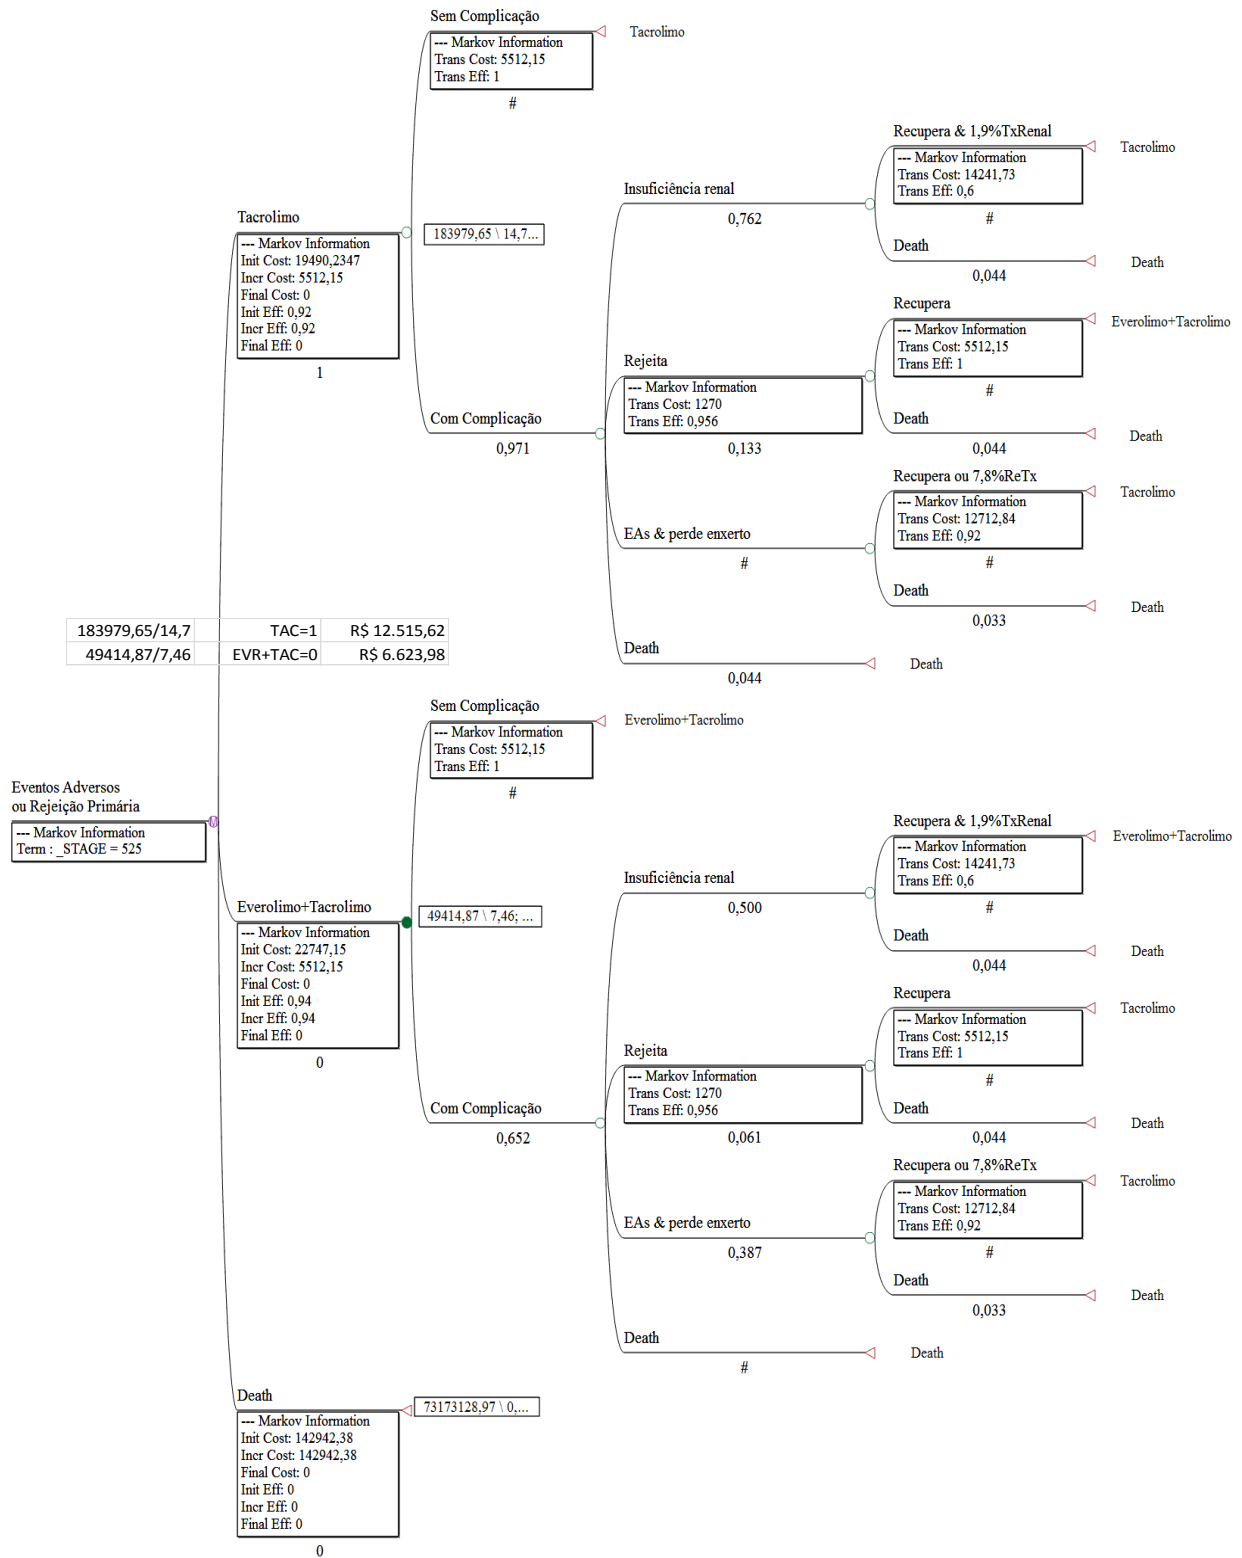 Sem Complicação
--- Markov Information
Trans Cost: 5512,15
Trans Eff: 1
#
Tacrolimo
Tacrolimo
--- Markov Information
Init Cost: 19490,2347
Incr Cost: 5512,15
Final Cost: 0
Init Eff: 0,92
Incr Eff: 0,92
Final Eff: 0
1
183979,65 \ 14,7...
Com Complicação
0,971
Insuficiência renal
0,762
Recupera & 1,9%TxRenal
--- Markov Information
Trans Cost: 14241,73
Trans Eff: 0,6
#
Tacrolimo
Death
0,044
Death
Rejeita
--- Markov Information
Trans Cost: 1270
Trans Eff: 0,956
0,133
Recupera
--- Markov Information
Trans Cost: 5512,15
Trans Eff: 1
#
Everolimo+Tacrolimo
Death
0,044
Death
EAs & perde enxerto
#
Recupera ou 7,8%ReTx
--- Markov Information
Trans Cost: 12712,84
Trans Eff: 0,92
#
Tacrolimo
Death
0,033
Death
Death
0,044
Death
183979,65/14,7 TAC=1 R$ 12.515,62
49414,87/7,46 EVR+TAC=0 R$ 6.623,98
Eventos Adversos
ou Rejeição Primária
--- Markov Information
Term : _STAGE = 525
Sem Complicação
--- Markov Information
Trans Cost: 5512,15
Trans Eff: 1
#
Everolimo+Tacrolimo
Everolimo+Tacrolimo
--- Markov Information
Init Cost: 22747,15
Incr Cost: 5512,15
Final Cost: 0
Init Eff: 0,94
Incr Eff: 0,94
Final Eff: 0
0
49414,87 \ 7,46; ...
Com Complicação
0,652
Insuficiência renal
0,500
Recupera & 1,9%TxRenal
--- Markov Information
Trans Cost: 14241,73
Trans Eff: 0,6
#
Everolimo+Tacrolimo
Death
0,044
Death
Rejeita
--- Markov Information
Trans Cost: 1270
Trans Eff: 0,956
0,061
Recupera
--- Markov Information
Trans Cost: 5512,15
Trans Eff: 1
#
Tacrolimo
Death
0,044
Death
EAs & perde enxerto
0,387
Recupera ou 7,8%ReTx
--- Markov Information
Trans Cost: 12712,84
Trans Eff: 0,92
#
Tacrolimo
Death
0,033
Death
Death
#
Death
Death
--- Markov Information
Init Cost: 142942,38
Incr Cost: 142942,38
Final Cost: 0
Init Eff: 0
Incr Eff: 0
Final Eff: 0
0
73173128,97 \ 0,...